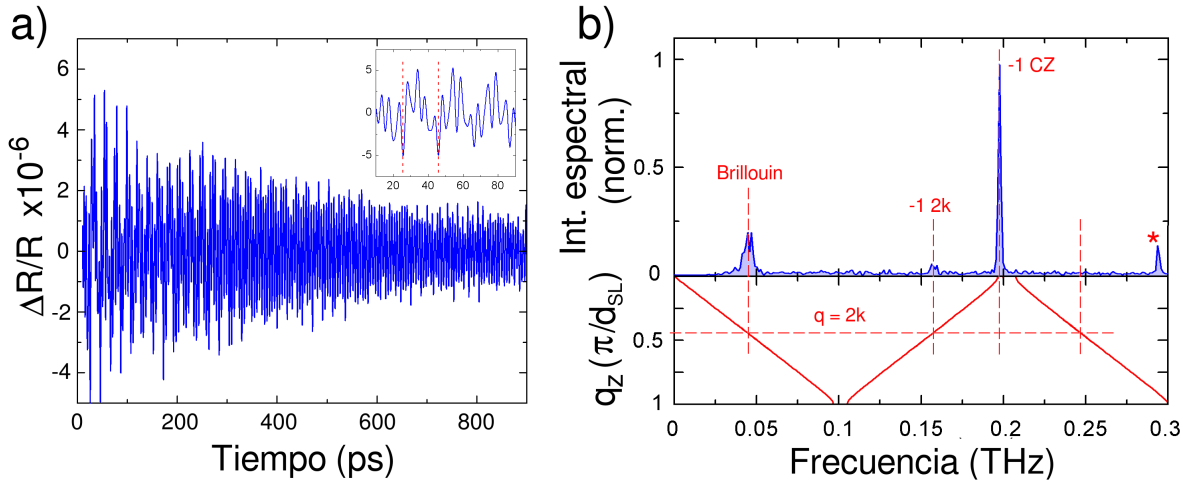 a)
ΔR/R x10⁻⁶
6
4
2
0
-2
-4
0
200
400
600
800
Tiempo (ps)
5
0
-5
20
40
60
80
b)
Int. espectral
(norm.)
1
0.5
0
Brillouin
-1 2k
-1 CZ
*
q_z (π/d_SL)
0.5
1
q = 2k
0
0.05
0.1
0.15
0.2
0.25
0.3
Frecuencia (THz)